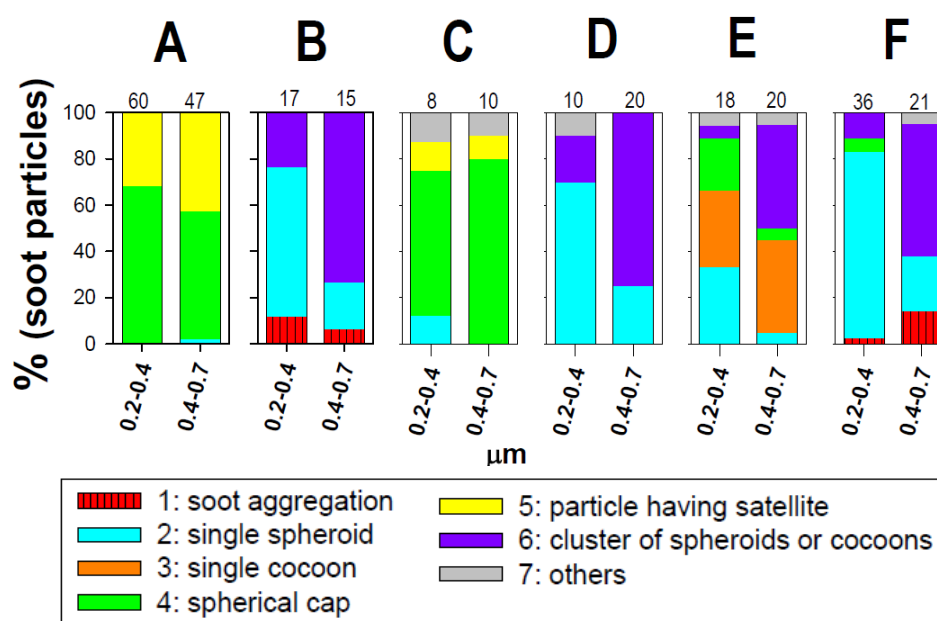 A B C D E F
60 47 17 15 8 10 10 20 18 20 36 21
% (soot particles)
100
80
60
40
20
0
0.2-0.4 0.4-0.7 0.2-0.4 0.4-0.7 0.2-0.4 0.4-0.7 0.2-0.4 0.4-0.7 0.2-0.4 0.4-0.7 0.2-0.4 0.4-0.7
μm
1: soot aggregation
2: single spheroid
3: single cocoon
4: spherical cap
5: particle having satellite
6: cluster of spheroids or cocoons
7: others